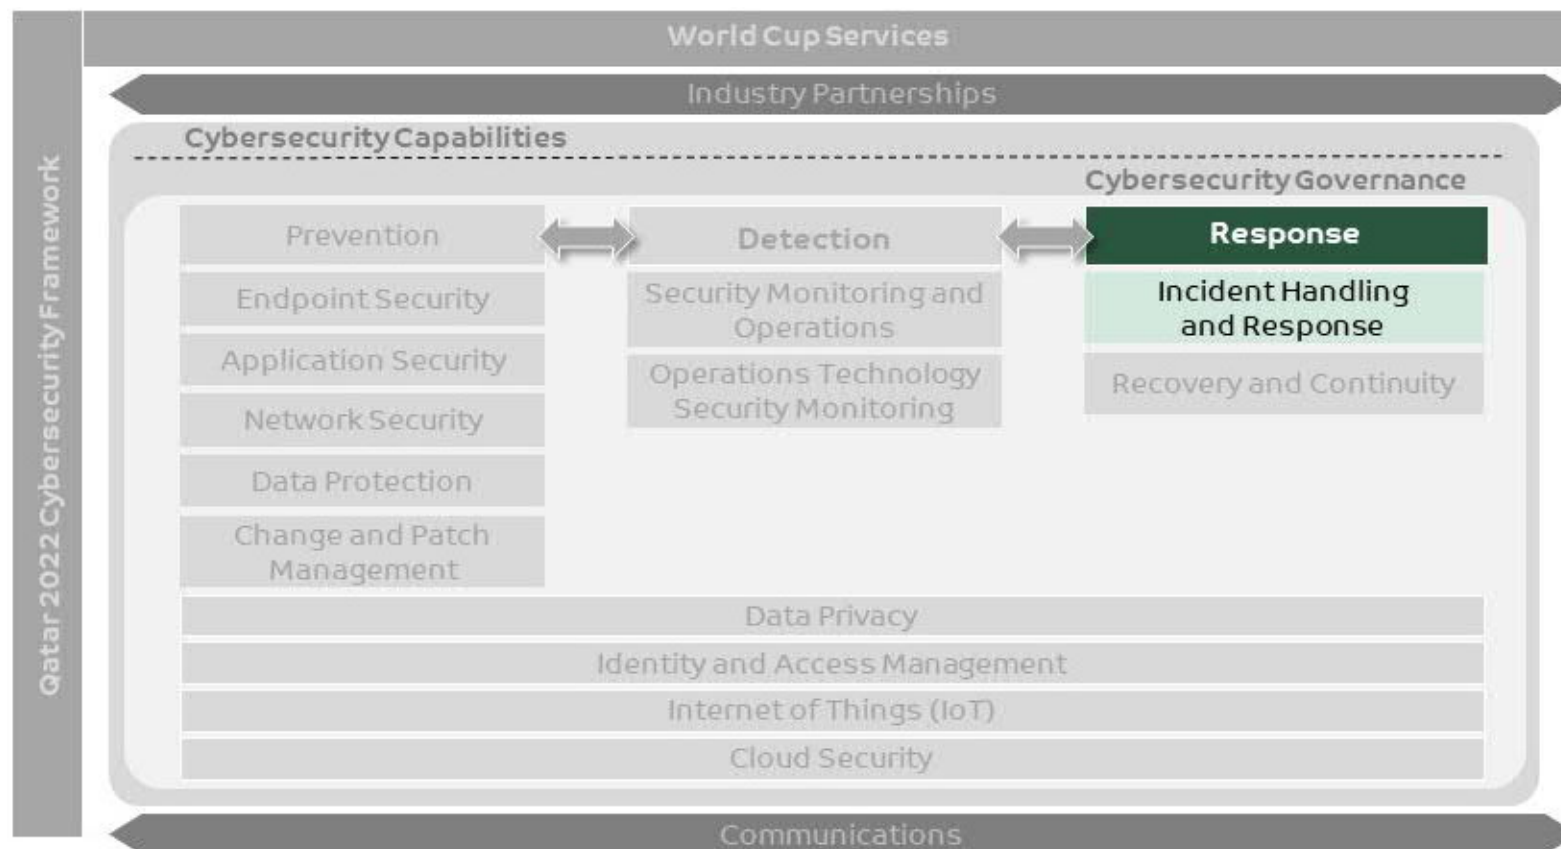 World Cup Services
Industry Partnerships
Qatar 2022 Cybersecurity Framework
Cybersecurity Capabilities
Cybersecurity Governance
Prevention
Endpoint Security
Application Security
Network Security
Data Protection
Change and Patch
Management
Detection
Security Monitoring and
Operations
Operations Technology
Security Monitoring
Response
Incident Handling
and Response
Recovery and Continuity
Data Privacy
Identity and Access Management
Internet of Things (IoT)
Cloud Security
Communications